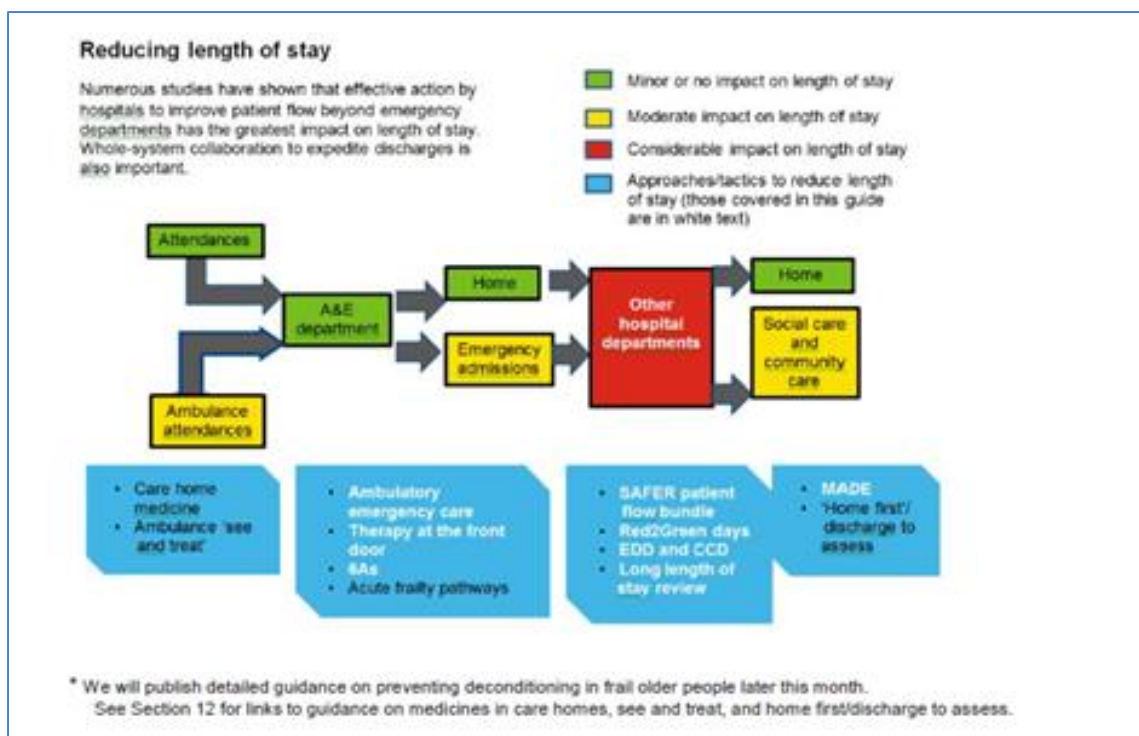 Reducing length of stay
Numerous studies have shown that effective action by
hospitals to improve patient flow beyond emergency
departments has the greatest impact on length of stay.
Whole-system collaboration to expedite discharges is
also important.
Minor or no impact on length of stay
Moderate impact on length of stay
Considerable impact on length of stay
Approaches/tactics to reduce length
of stay (those covered in this guide
are in white text)
Attendances
A&E
department
Home
Emergency
admissions
Other
hospital
departments
Home
Social care
and
community
care
Ambulance
attendances
• Care home
medicine
• Ambulance 'see
and treat'
• Ambulatory
emergency care
• Therapy at the front
door
• 6As
• Acute frailty pathways
• SAFER patient
flow bundle
• Red2Green days
• EDD and CCD
• Long length of
stay review
• MADE
• 'Home first'/
discharge to
assess
* We will publish detailed guidance on preventing deconditioning in frail older people later this month.
See Section 12 for links to guidance on medicines in care homes, see and treat, and home first/discharge to assess.